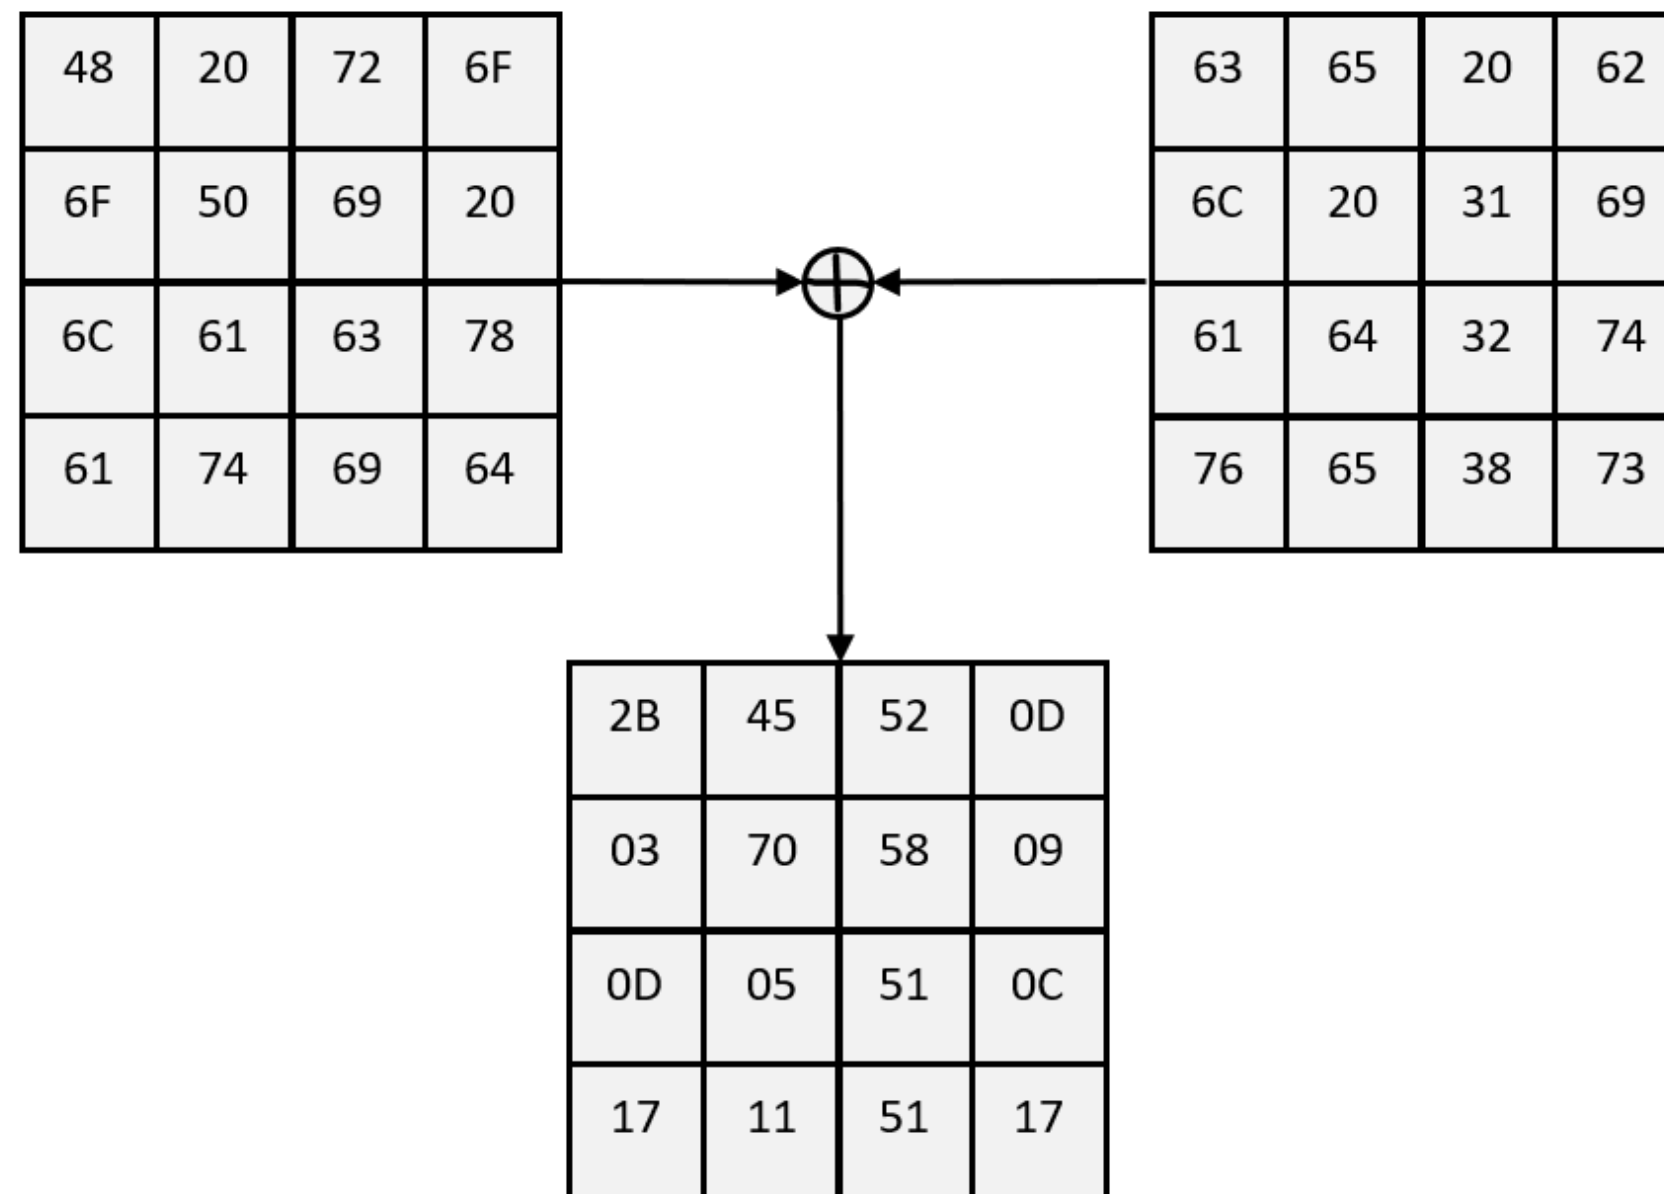 48 20 72 6F
6F 50 69 20
6C 61 63 78
61 74 69 64
63 65 20 62
6C 20 31 69
61 64 32 74
76 65 38 73
2B 45 52 0D
03 70 58 09
0D 05 51 0C
17 11 51 17